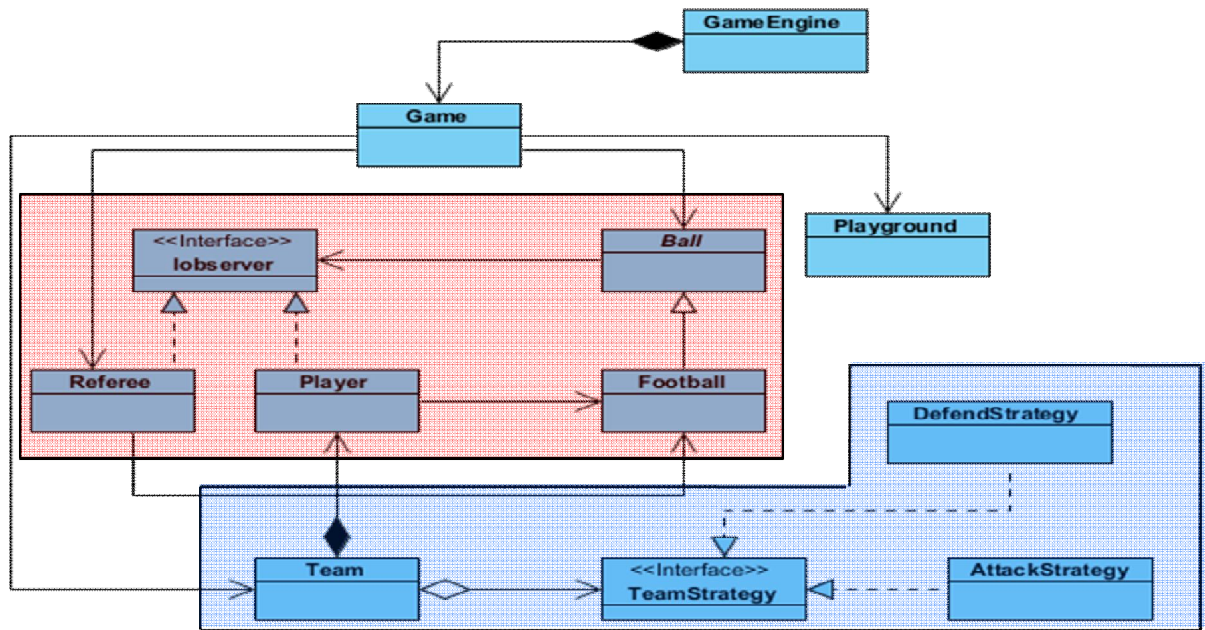 GameEngine
Game
Playground
<<Interface>>
Iobserver
Ball
Referee
Player
Football
DefendStrategy
Team
<<Interface>>
TeamStrategy
AttackStrategy